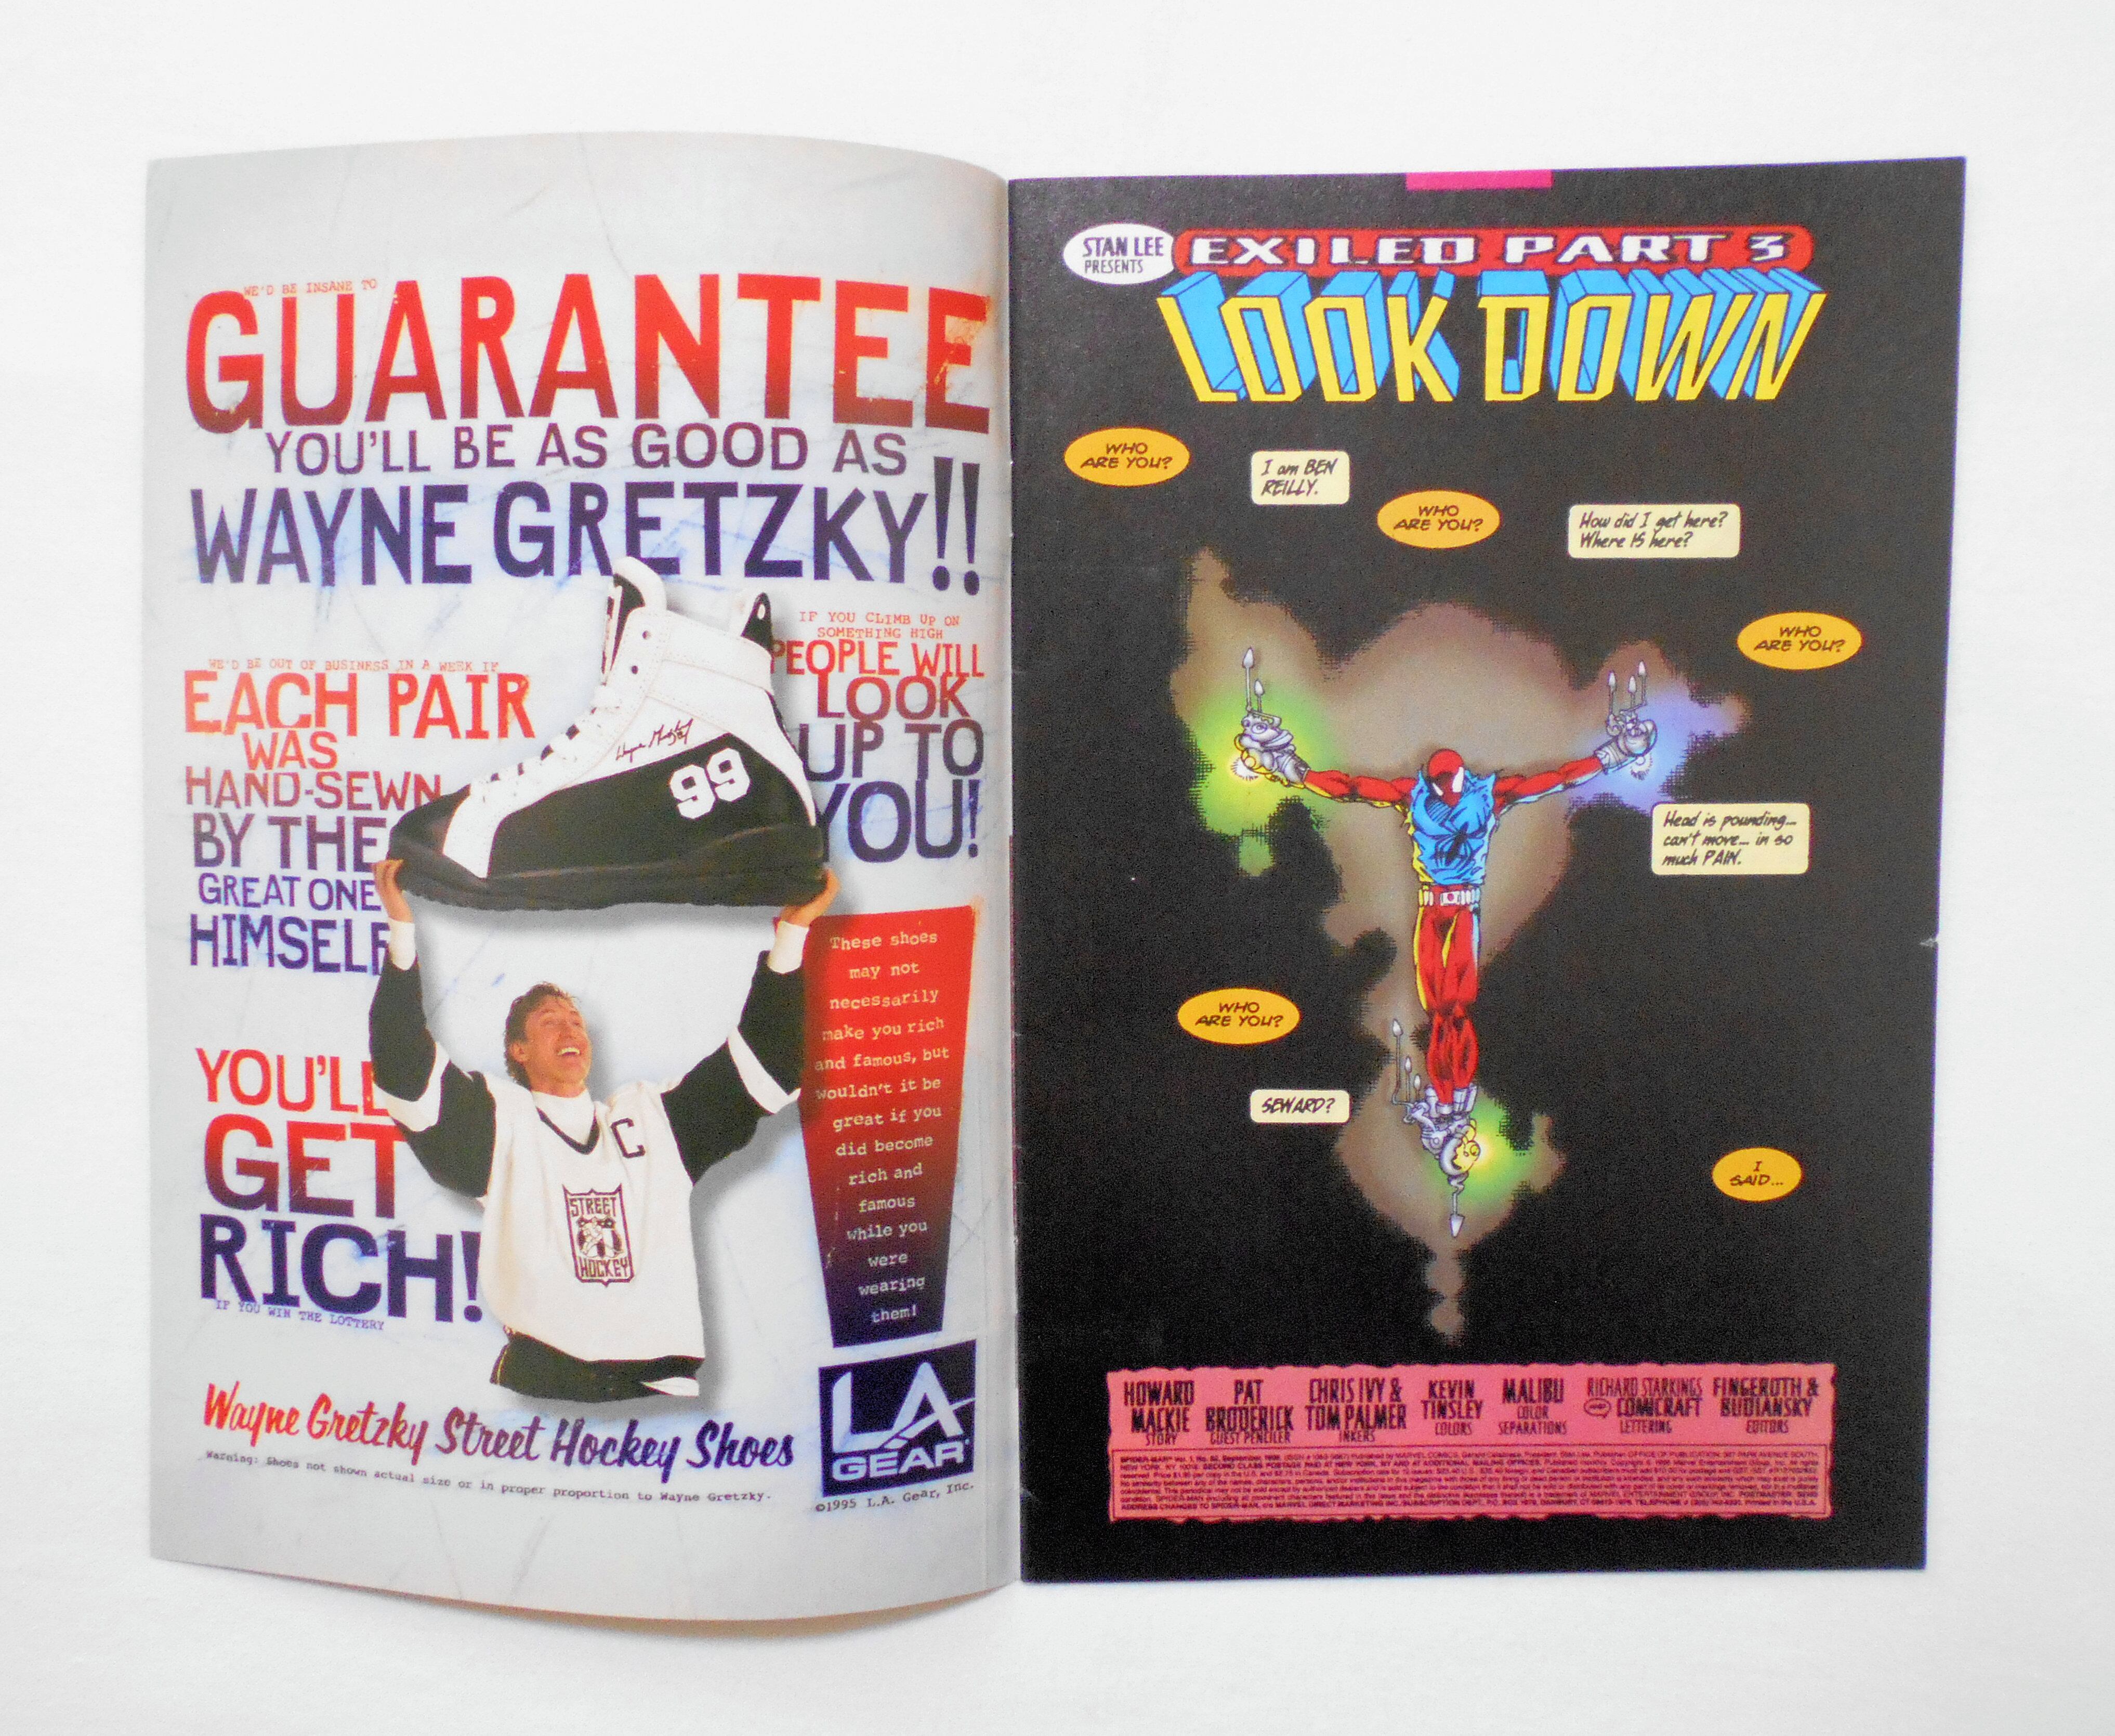 WE'D BE INSANE TO
GUARANTEE
YOU'LL BE AS GOOD AS
WAYNE GRETZKY!!
WE'D BE OUT OF BUSINESS IN A WEEK IF
EACH PAIR
WAS
HAND-SEWN
BY THE
GREAT ONE
HIMSELF
IF YOU CLIMB UP ON
SOMETHING HIGH
PEOPLE WILL
LOOK
UP TO
YOU!
99
YOU'LL
GET
RICH!
IF YOU WIN THE LOTTERY
C
STREET
HOCKEY
These shoes
may not
necessarily
make you rich
and famous, but
wouldn't it be
great if you
did become
rich and
famous
while you
were
wearing
them!
Wayne Gretzky Street Hockey Shoes
Warning: Shoes not shown actual size or in proper proportion to Wayne Gretzky.
LA
GEAR
©1995 L.A. Gear, Inc.
STAN LEE
PRESENTS
EXILED PART 3
LOOK DOWN
WHO
ARE YOU?
I am BEN
REILLY.
WHO
ARE YOU?
How did I get here?
Where IS here?
WHO
ARE YOU?
Head is pounding...
can't move... in so
much PAIN.
WHO
ARE YOU?
SEWARD?
I
SAID...
HOWARD
MACKIE
STORY
PAT
BRODERICK
GUEST PENCILER
CHRIS IVY &
TOM PALMER
INKERS
KEVIN
TINSLEY
COLORS
MALIBU
COLOR
SEPARATIONS
RICHARD STARKINGS
AND COMICRAFT
LETTERING
FINGEROTH &
BUDIANSKY
EDITORS